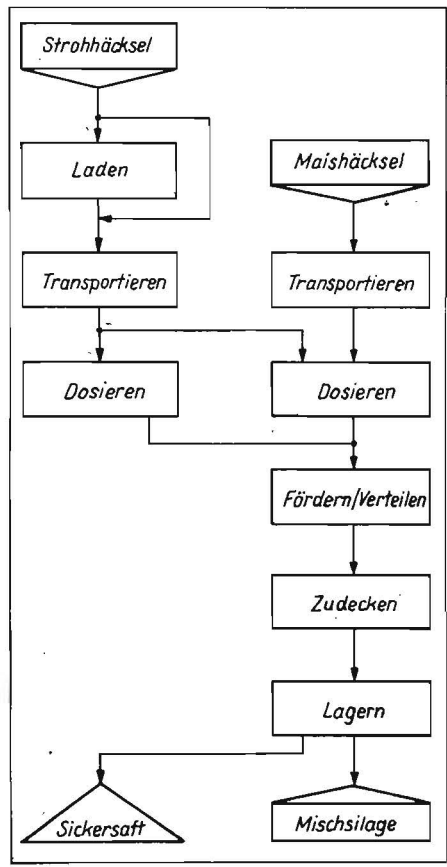 Strohhäcksel
Laden
Maishäcksel
Transportieren
Transportieren
Dosieren
Dosieren
Fördern/Verteilen
Zudecken
Lagern
Sickersaft
Mischsilage